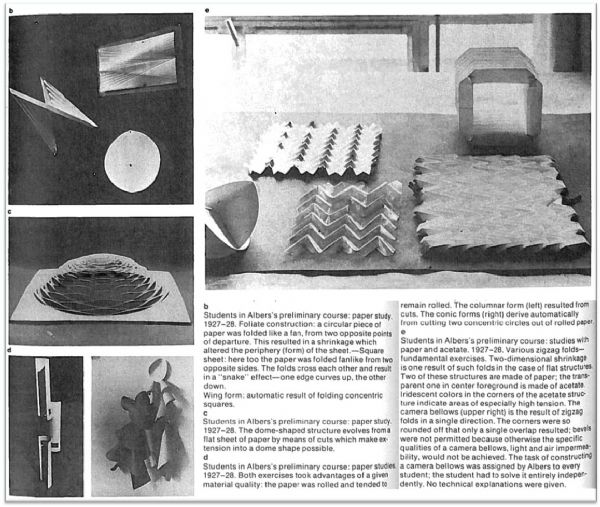 b
e
c
d
b
Students in Albers's preliminary course: paper study.
1927–28. Foliate construction: a circular piece of
paper was folded like a fan, from two opposite points
of departure. This resulted in a shrinkage which
altered the periphery (form) of the sheet.—Square
sheet: here too the paper was folded fanlike from two
opposite sides. The folds cross each other and result
in a "snake" effect—one edge curves up, the other
down.
Wing form: automatic result of folding concentric
squares.
c
Students in Albers's preliminary course: paper study.
1927–28. The dome-shaped structure evolves from a
flat sheet of paper by means of cuts which make ex-
tension into a dome shape possible.
d
Students in Albers's preliminary course: paper studies
1927–28. Both exercises took advantages of a given
material quality: the paper was rolled and tended to
remain rolled. The columnar form (left) resulted from
cuts. The conic forms (right) derive automatically
from cutting two concentric circles out of rolled paper.
e
Students in Albers's preliminary course: studies with
paper and acetate. 1927–28. Various zigzag folds—
fundamental exercises. Two-dimensional shrinkage
is one result of such folds in the case of flat structures.
Two of these structures are made of paper; the trans-
parent one in center foreground is made of acetate.
Iridescent colors in the corners of the acetate struc-
ture indicate areas of especially high tension. The
camera bellows (upper right) is the result of zigzag
folds in a single direction. The corners were so
rounded off that only a single overlap resulted; bevels
were not permitted because otherwise the specific
qualities of a camera bellows, light and air impermea-
bility, would not be achieved. The task of constructing
a camera bellows was assigned by Albers to every
student; the student had to solve it entirely indepen-
dently. No technical explanations were given.